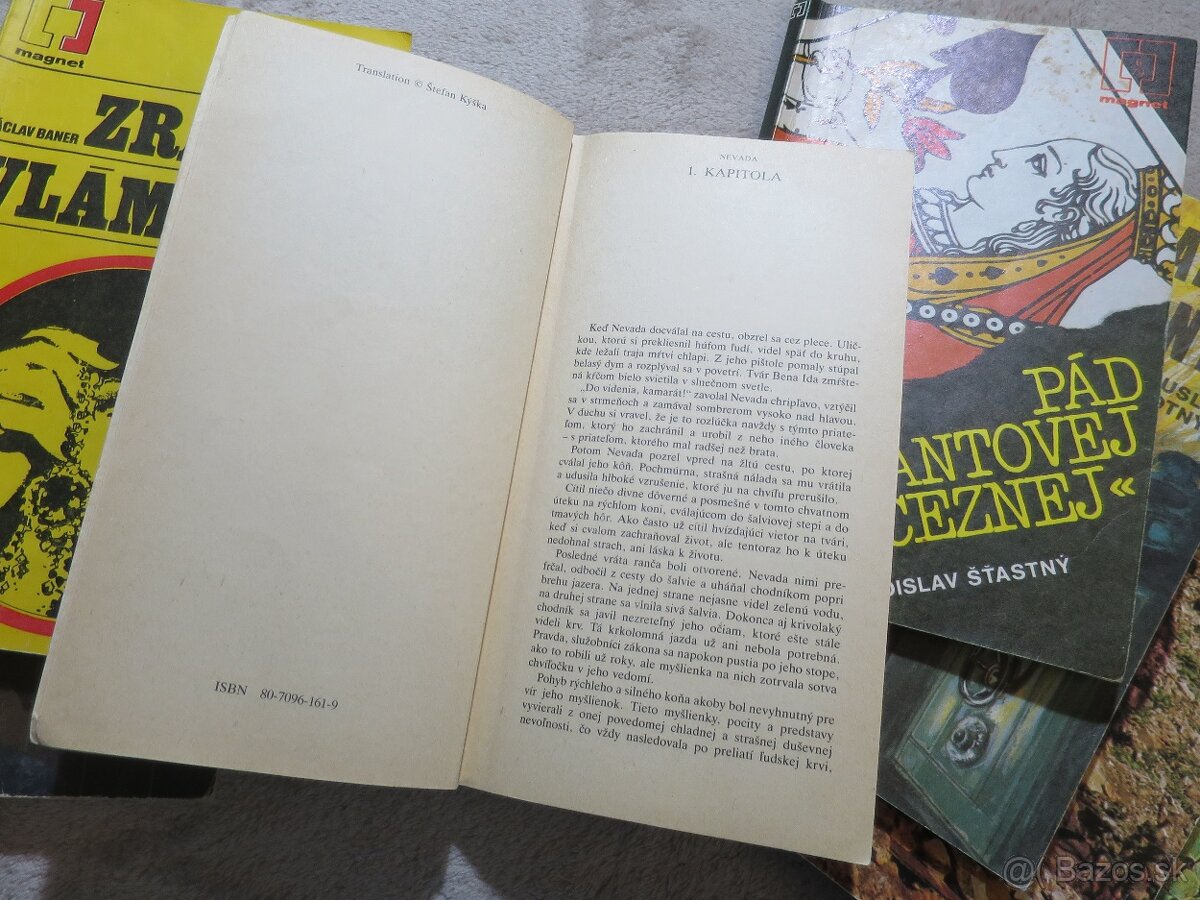 magnet
VÁCLAV BANER
Translation © Štefan Kyška
ISBN 80-7096-161-9
NEVADA
1. KAPITOLA
Keď Nevada docválal na cestu, obzrel sa cez plece. Ulič-
kou, ktorú si prekliesnil húfom ľudí, videl späť do kruhu,
kde ležali traja mŕtvi chlapi. Z jeho pištole pomaly stúpal
belasý dym a rozplýval sa v povetrí. Tvár Bena Ida zmŕšte-
ná kŕčom bielo svietila v slnečnom svetle.
„Do videnia, kamarát!“ zavolal Nevada chripľavo, vztýčil
sa v strmeňoch a zamával sombrerom vysoko nad hlavou.
V duchu si vravel, že je to rozlúčka navždy s týmto priate-
ľom, ktorý ho zachránil a urobil z neho iného človeka
– s priateľom, ktorého mal radšej než brata.
Potom Nevada pozrel vpred na žltú cestu, po ktorej
cválal jeho kôň. Pochmúrna, strašná nálada sa mu vrátila
a udusila hlboké vzrušenie, ktoré ju na chvíľu prerušilo.
Cítil niečo divne dôverné a posmešné v tomto chvatnom
úteku na rýchlom koni, cválajúcom do šalviovej stepi a do
tmavých hôr. Ako často už cítil hvízdajúci vietor na tvári,
keď si cvalom zachraňoval život, ale tentoraz ho k úteku
nedohnal strach, ani láska k životu.
Posledné vráta ranča boli otvorené. Nevada nimi pre-
frčal, odbočil z cesty do šalvie a uháňal chodníkom popri
brehu jazera. Na jednej strane nejasne videl zelenú vodu,
na druhej strane sa vlnila sivá šalvia. Dokonca aj krivolaký
chodník sa javil nezreteľný jeho očiam, ktoré ešte stále
videli krv. Tá krkolomná jazda už ani nebola potrebná.
Pravda, služobníci zákona sa napokon pustia po jeho stope,
ako to robili už roky, ale myšlienka na nich zotrvala sotva
chvíľočku v jeho vedomí.
Pohyb rýchleho a silného koňa akoby bol nevyhnutný pre
vír jeho myšlienok. Tieto myšlienky, pocity a predstavy
vyvierali z onej povedomej chladnej a strašnej duševnej
nevoľnosti, čo vždy nasledovala po preliatí ľudskej krvi,
magnet
PÁD
ANTOVEJ
CEZNEJ“
DISLAV ŠŤASTNÝ
Bazos.sk